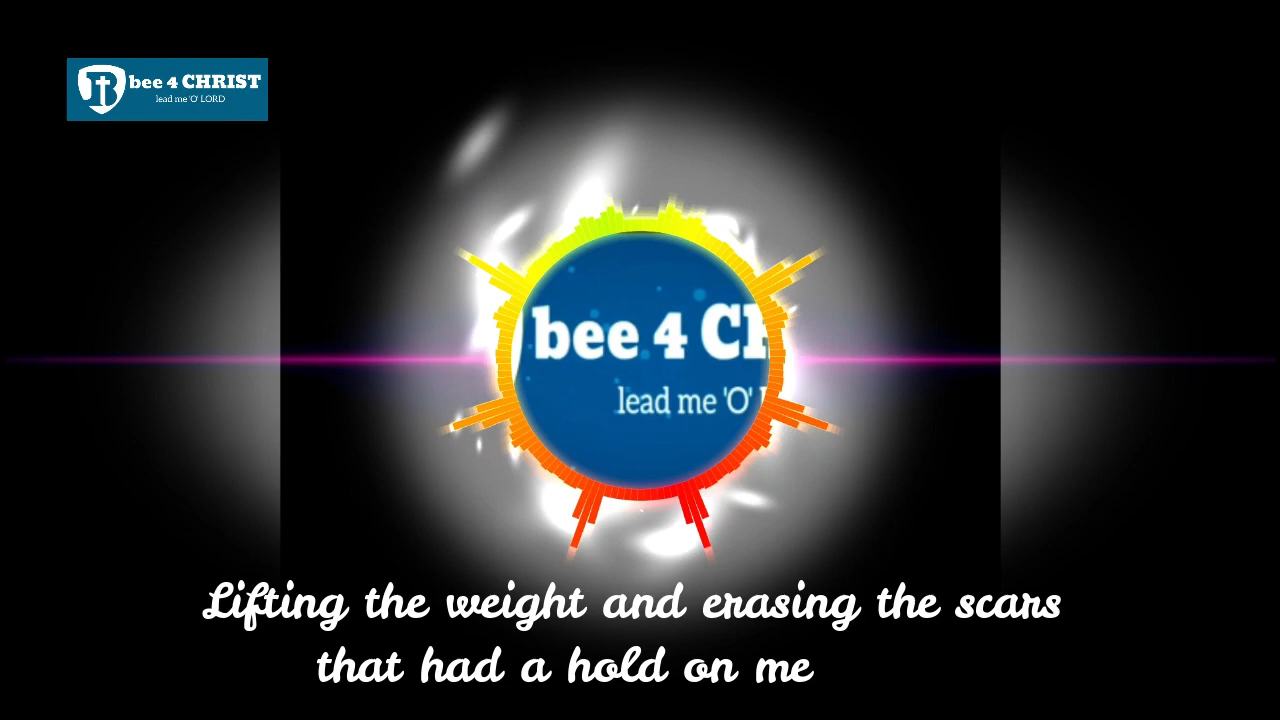 bee 4 CHRIST
lead me 'O' LORD
bee 4 CH
lead me 'O'
Lifting the weight and erasing the scars
that had a hold on me